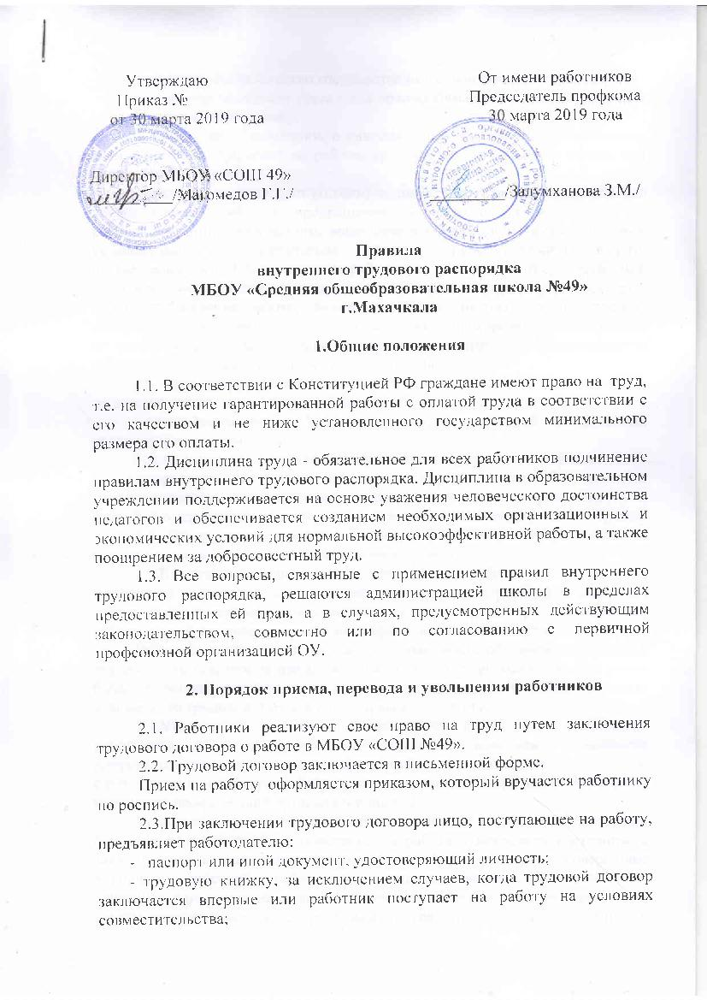 Утверждаю
Приказ №
от 30 марта 2019 года
Директор МБОУ «СОШ 49»
/Магомедов Г.Г./
От имени работников
Председатель профкома
30 марта 2019 года
/Залумханова З.М./
Правила
внутреннего трудового распорядка
МБОУ «Средняя общеобразовательная школа №49»
г.Махачкала
1.Общие положения
1.1. В соответствии с Конституцией РФ граждане имеют право на труд,
т.е. на получение гарантированной работы с оплатой труда в соответствии с
его качеством и не ниже установленного государством минимального
размера его оплаты.
1.2. Дисциплина труда - обязательное для всех работников подчинение
правилам внутреннего трудового распорядка. Дисциплина в образовательном
учреждении поддерживается на основе уважения человеческого достоинства
педагогов и обеспечивается созданием необходимых организационных и
экономических условий для нормальной высокоэффективной работы, а также
поощрением за добросовестный труд.
1.3. Все вопросы, связанные с применением правил внутреннего
трудового распорядка, решаются администрацией школы в пределах
предоставленных ей прав, а в случаях, предусмотренных действующим
законодательством, совместно или по согласованию с первичной
профсоюзной организацией ОУ.
2. Порядок приема, перевода и увольнения работников
2.1. Работники реализуют свое право на труд путем заключения
трудового договора о работе в МБОУ «СОШ №49».
2.2. Трудовой договор заключается в письменной форме.
Прием на работу оформляется приказом, который вручается работнику
по роспись.
2.3.При заключении трудового договора лицо, поступающее на работу,
предъявляет работодателю:
- паспорт или иной документ, удостоверяющий личность;
- трудовую книжку, за исключением случаев, когда трудовой договор
заключается впервые или работник поступает на работу на условиях
совместительства;